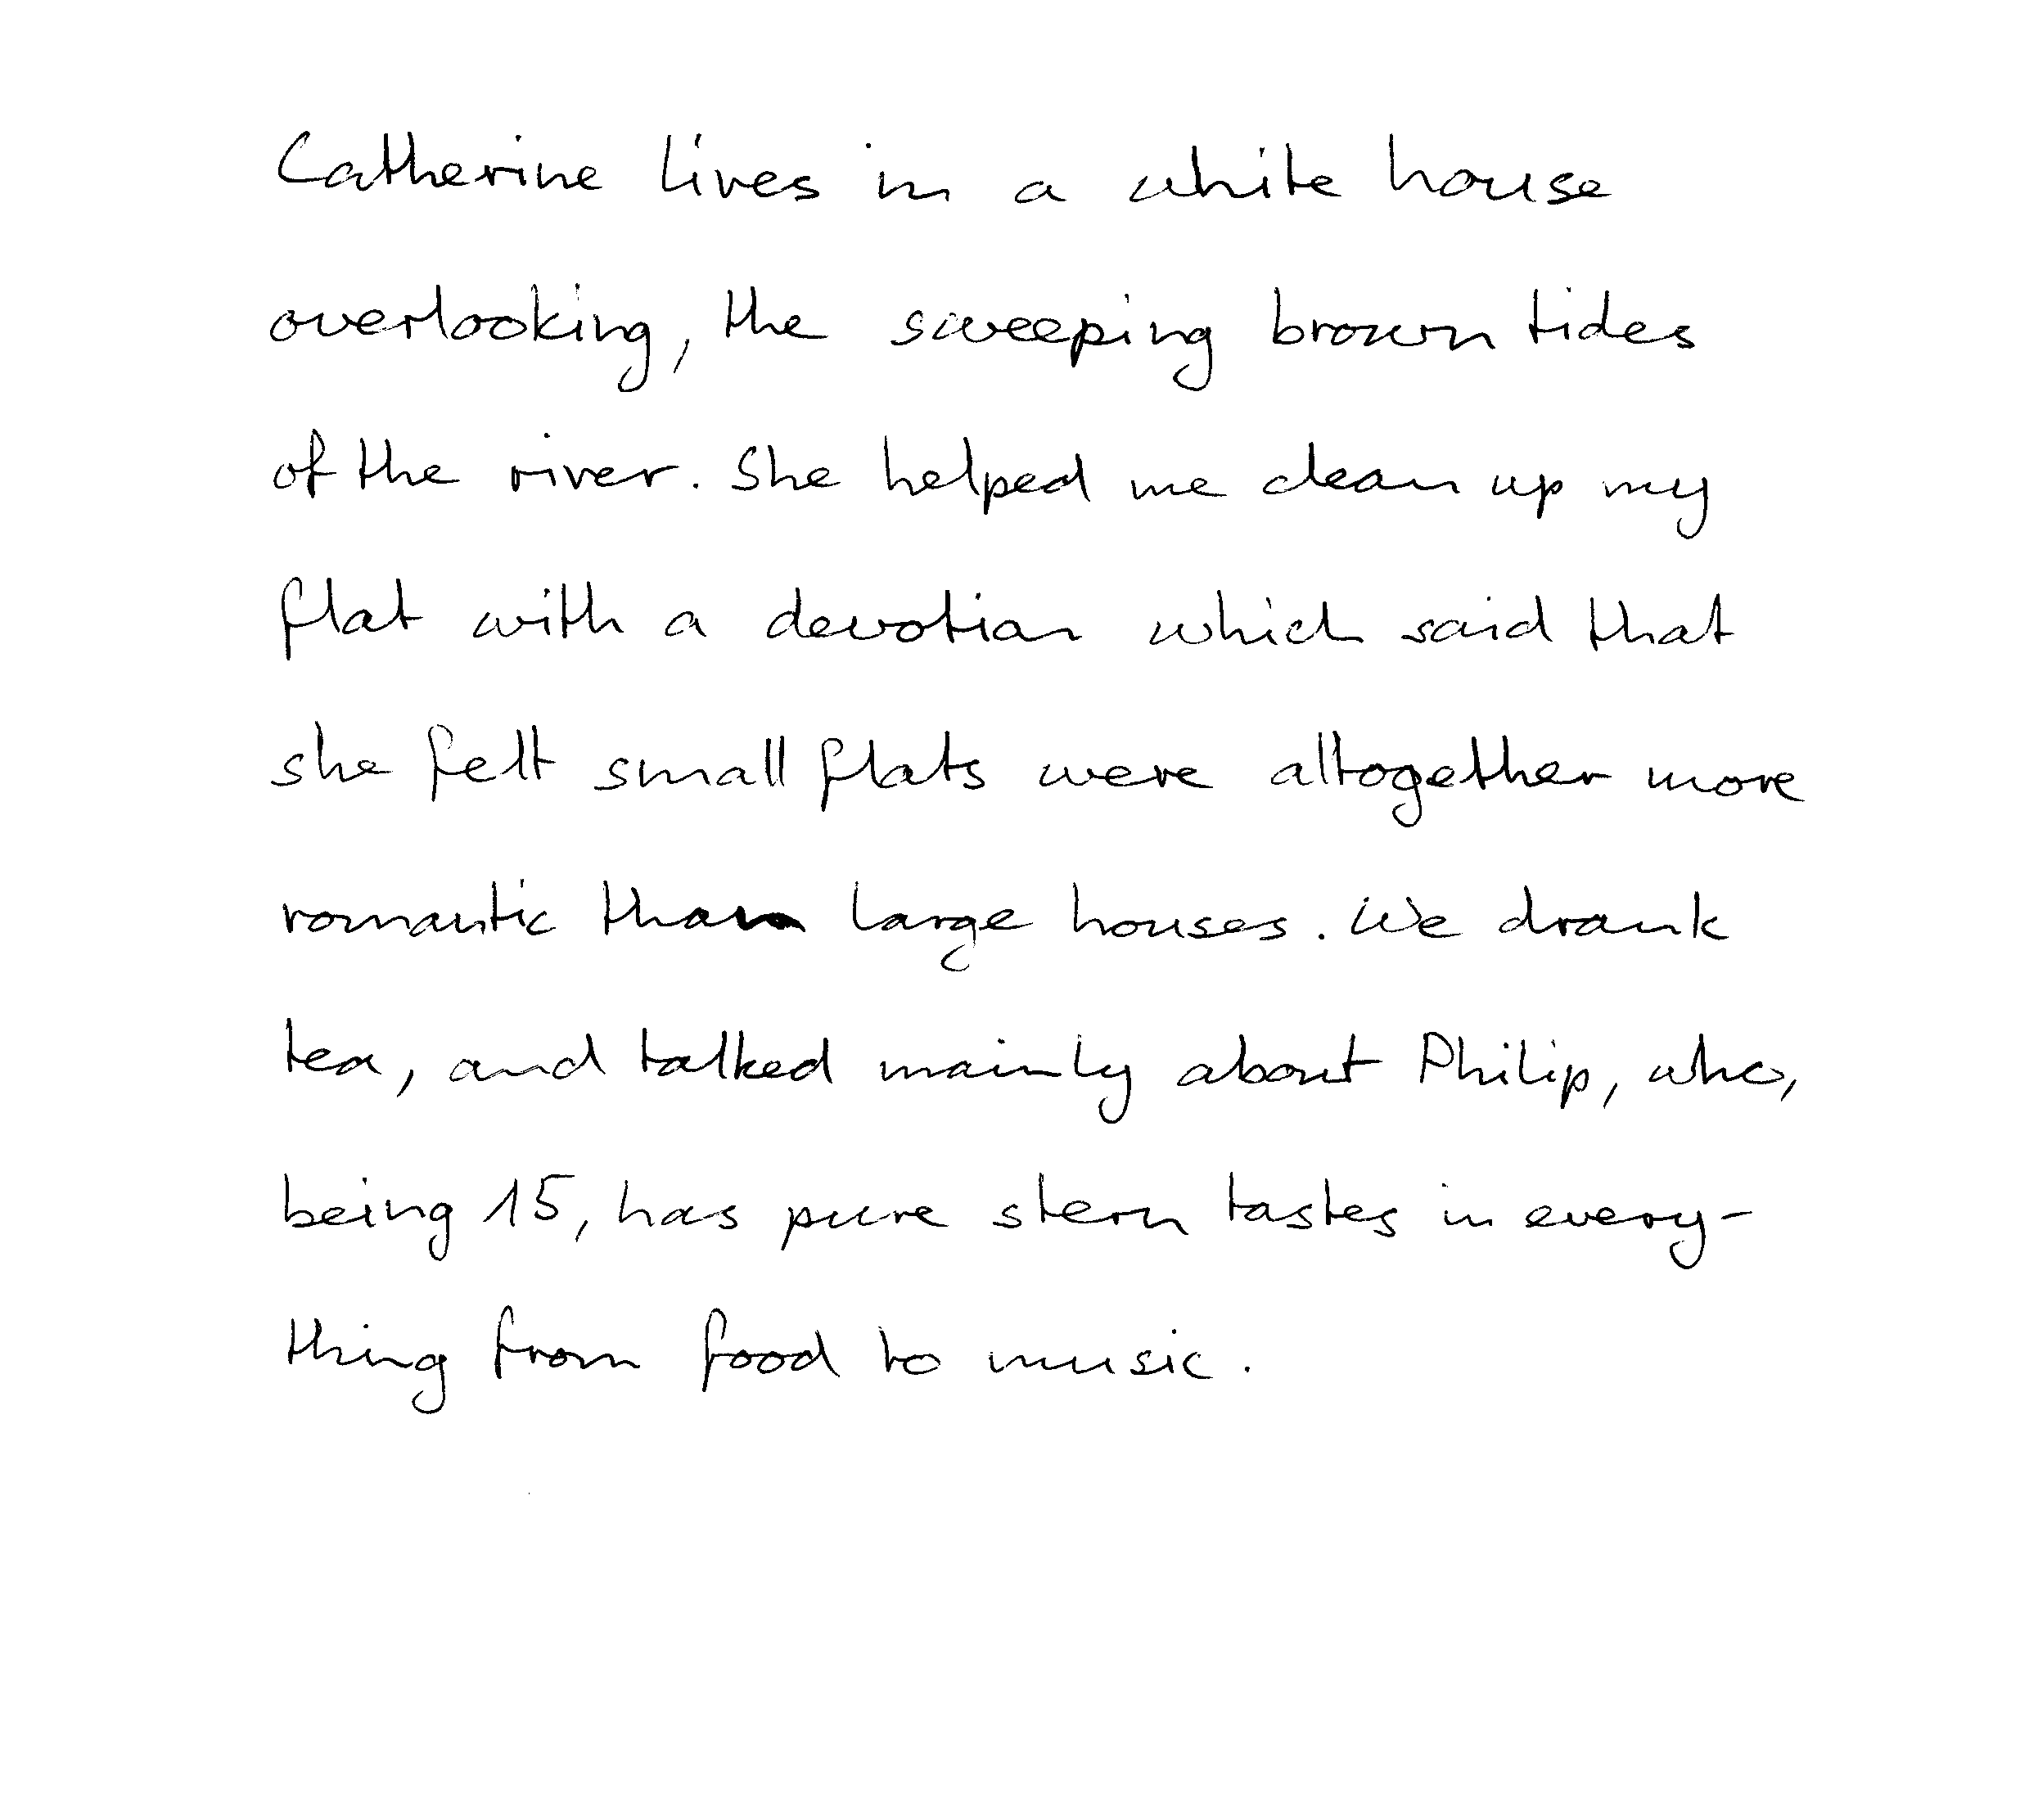 Catherine lives in a white house
overlooking, the sweeping brown tides
of the river. She helped me clean up my
flat with a devotion which said that
she felt small flats were altogether more
romantic than large houses. We drank
tea, and talked mainly about Philip, who,
being 15, has pure stern tastes in every-
thing from food to music.